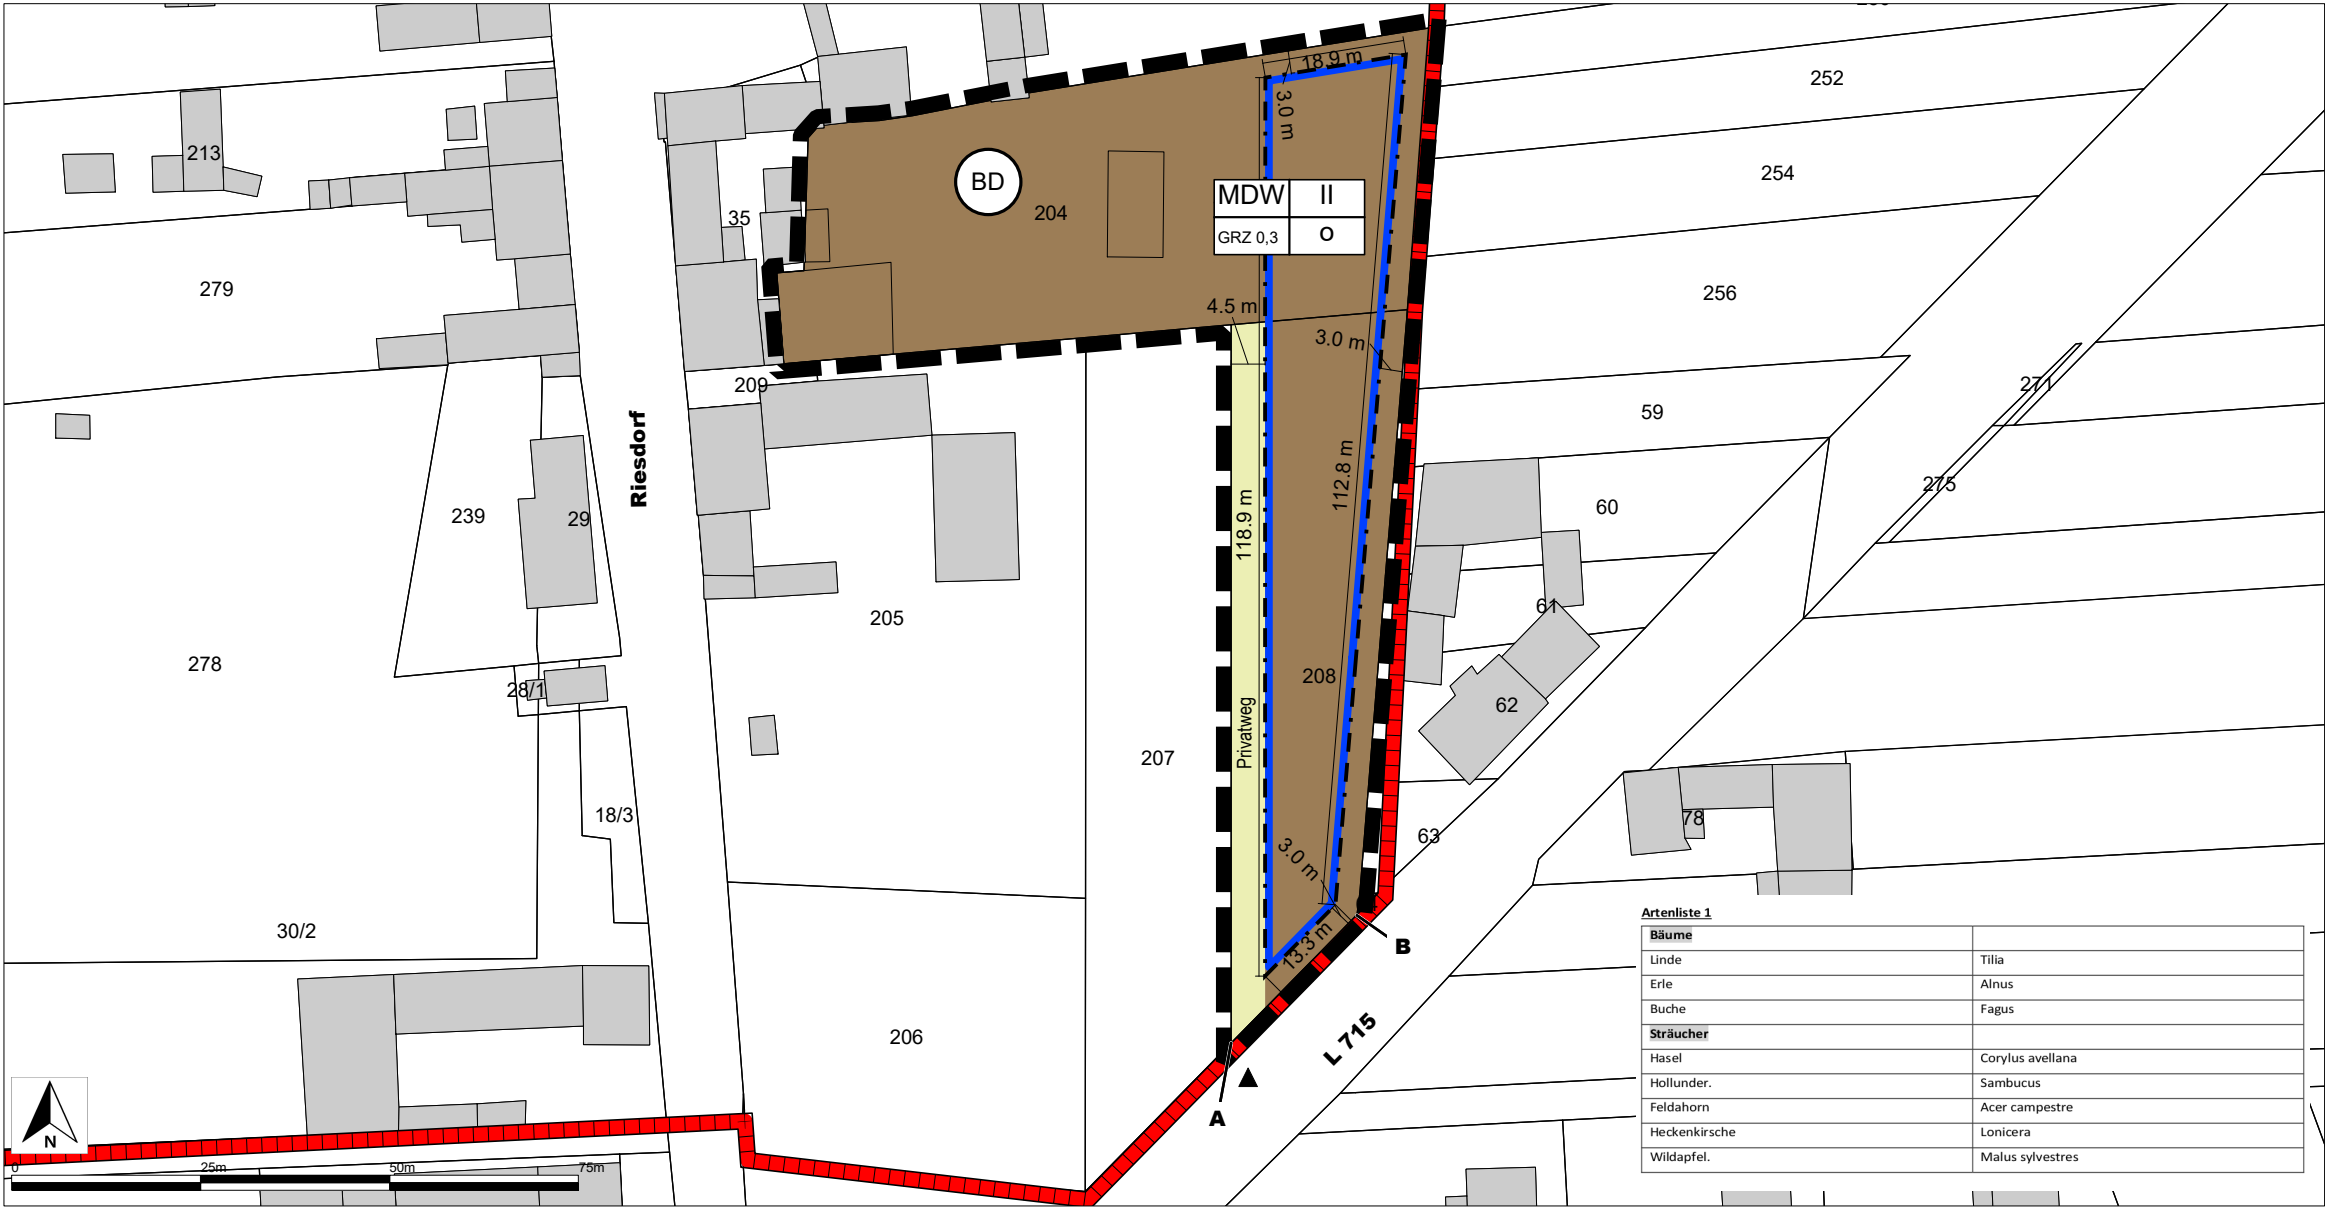 252
18.9 m
3.0 m
213
254
BD
MDW II
204
35
GRZ 0,3 o
279
256
4.5 m
3.0 m
209
271
59
Riesdorf
112.8 m
275
239
29
118.9 m
60
61
205
278
208
28/1
62
Privatweg
207
18/3
78
63
3.0 m
30/2
13.3 m
B
206
L 715
A
N
0 25m 50m 75m
Artenliste 1
Bäume
Linde Tilia
Erle Alnus
Buche Fagus
Sträucher
Hasel Corylus avellana
Hollunder. Sambucus
Feldahorn Acer campestre
Heckenkirsche Lonicera
Wildapfel. Malus sylvestres